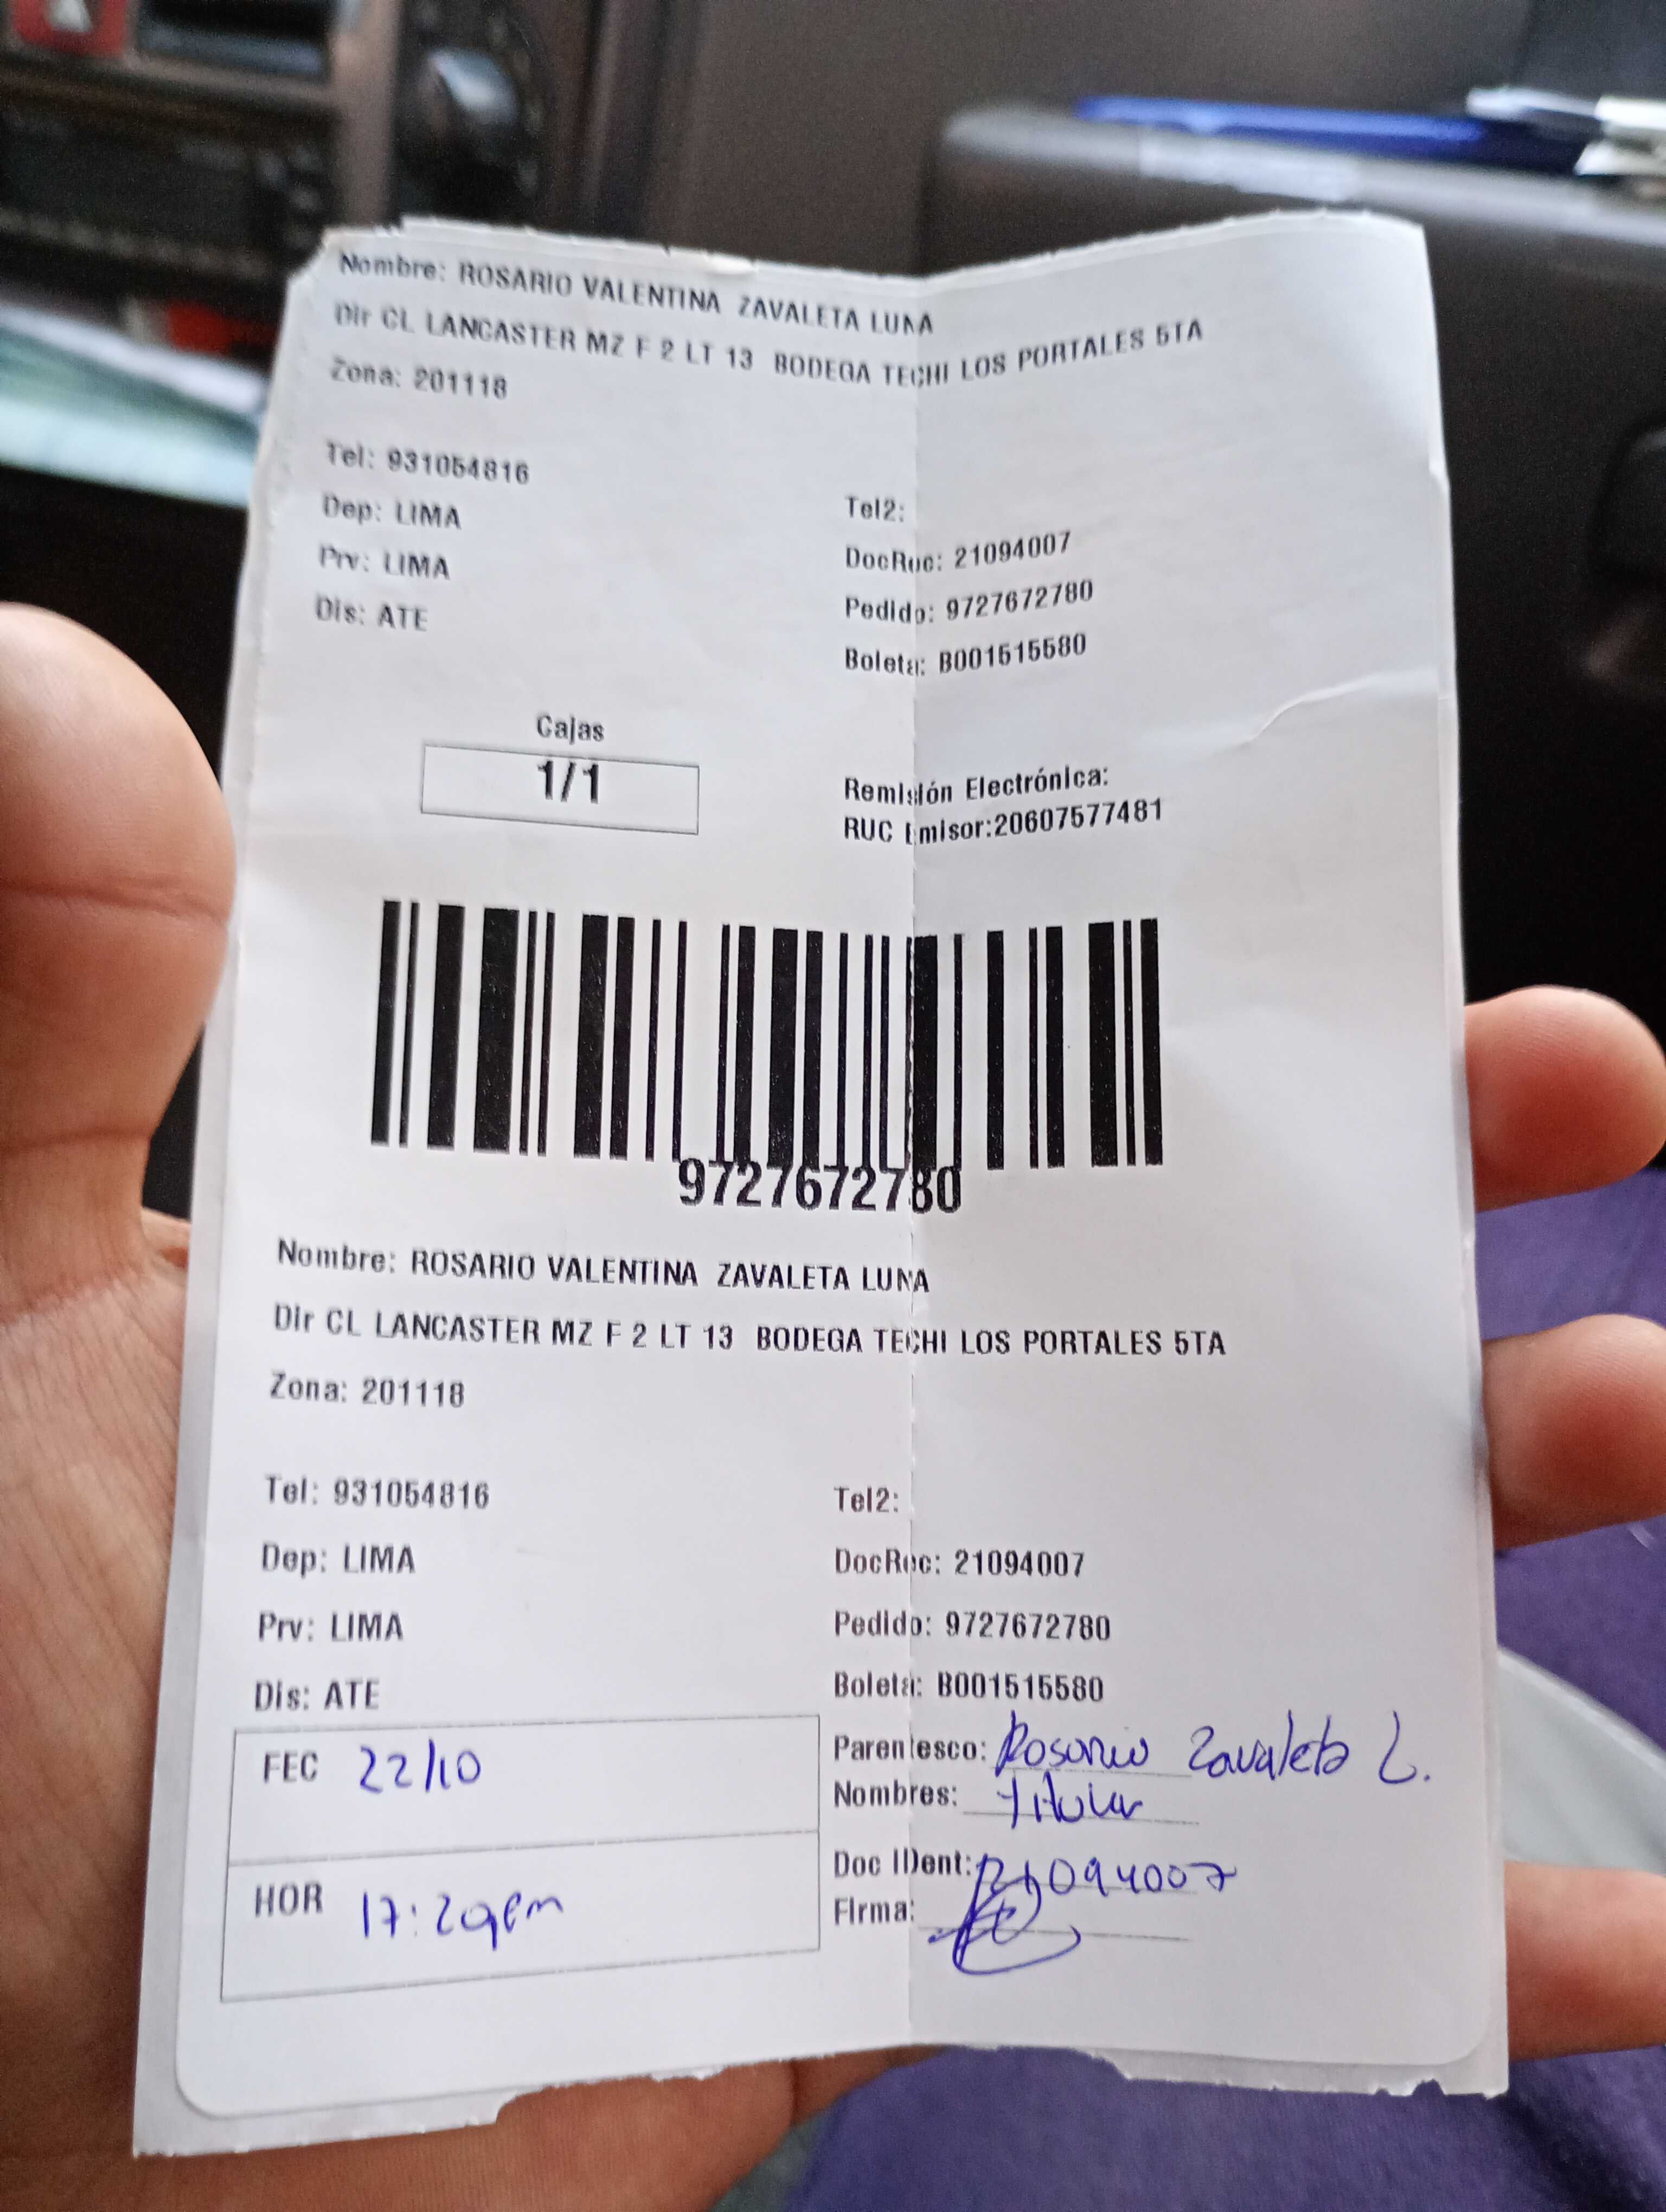 Nombre: ROSARIO VALENTINA ZAVALETA LUNA
Dir CL LANCASTER MZ F 2 LT 13 BODEGA TECHI LOS PORTALES 5TA
Zona: 201118
Tel: 931054816
Tel2:
Dep: LIMA
DocRec: 21094007
Prv: LIMA
Pedido: 9727672780
Dis: ATE
Boleta: B001515580
Cajas
1/1
Remisión Electrónica:
RUC Emisor:20607577481
9727672780
Nombre: ROSARIO VALENTINA ZAVALETA LUNA
Dir CL LANCASTER MZ F 2 LT 13 BODEGA TECHI LOS PORTALES 5TA
Zona: 201118
Tel: 931054816
Tel2:
Dep: LIMA
DocRec: 21094007
Prv: LIMA
Pedido: 9727672780
Dis: ATE
Boleta: B001515580
FEC 22/10
Parentesco: Rosario Zavaleta L.
Nombres: Titular
HOR 17:29pm
Doc IDent: 21094007
Firma: